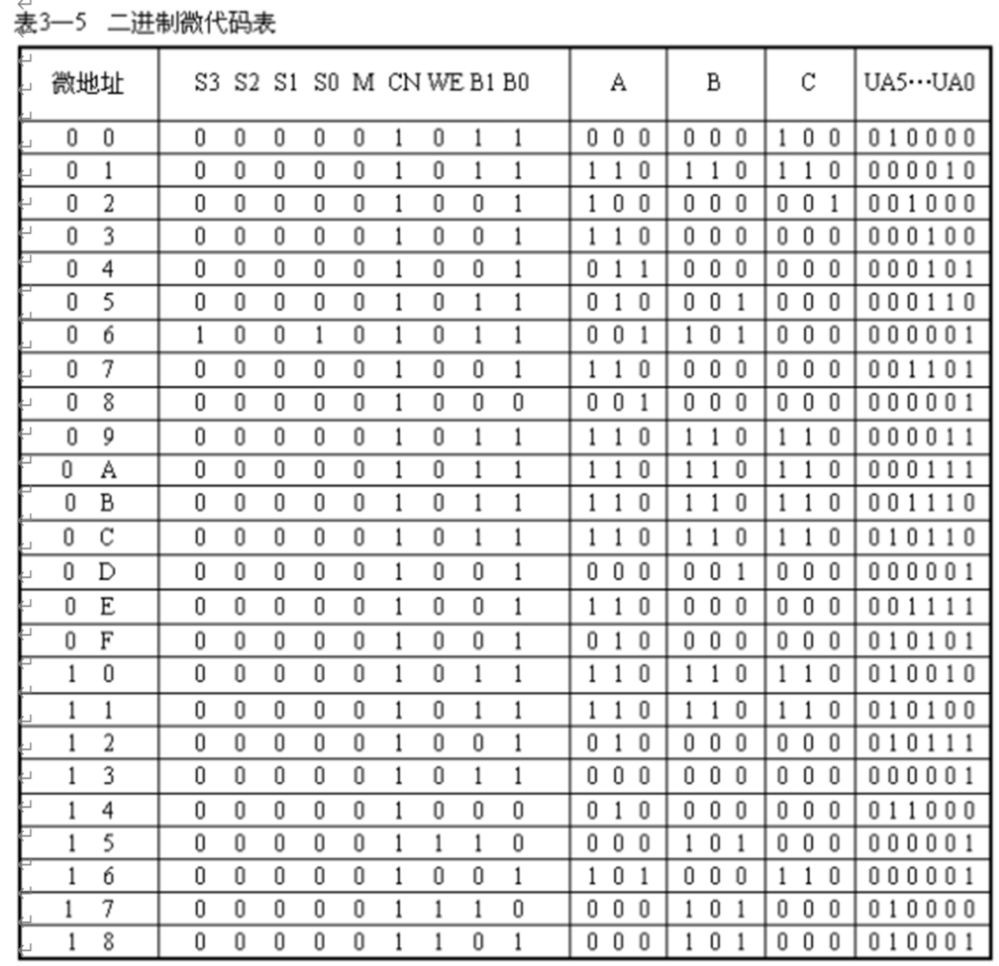 表3—5 二进制微代码表
微地址 S3 S2 S1 S0 M CN WE B1 B0 A B C UA5⋯UA0
0 0 0 0 0 0 0 1 0 1 1 0 0 0 0 0 0 1 0 0 0 1 0 0 0 0
0 1 0 0 0 0 0 1 0 1 1 1 1 0 1 1 0 1 1 0 0 0 0 0 1 0
0 2 0 0 0 0 0 1 0 0 1 1 0 0 0 0 0 0 0 1 0 0 1 0 0 0
0 3 0 0 0 0 0 1 0 0 1 1 1 0 0 0 0 0 0 0 0 0 0 1 0 0
0 4 0 0 0 0 0 1 0 0 1 0 1 1 0 0 0 0 0 0 0 0 0 1 0 1
0 5 0 0 0 0 0 1 0 1 1 0 1 0 0 0 1 0 0 0 0 0 0 1 1 0
0 6 1 0 0 1 0 1 0 1 1 0 0 1 1 0 1 0 0 0 0 0 0 0 0 1
0 7 0 0 0 0 0 1 0 0 1 1 1 0 0 0 0 0 0 0 0 0 1 1 0 1
0 8 0 0 0 0 0 1 0 0 0 0 0 1 0 0 0 0 0 0 0 0 0 0 0 1
0 9 0 0 0 0 0 1 0 1 1 1 1 0 1 1 0 1 1 0 0 0 0 0 1 1
0 A 0 0 0 0 0 1 0 1 1 1 1 0 1 1 0 1 1 0 0 0 0 1 1 1
0 B 0 0 0 0 0 1 0 1 1 1 1 0 1 1 0 1 1 0 0 0 1 1 1 0
0 C 0 0 0 0 0 1 0 1 1 1 1 0 1 1 0 1 1 0 0 1 0 1 1 0
0 D 0 0 0 0 0 1 0 0 1 0 0 0 0 0 1 0 0 0 0 0 0 0 0 1
0 E 0 0 0 0 0 1 0 0 1 1 1 0 0 0 0 0 0 0 0 0 1 1 1 1
0 F 0 0 0 0 0 1 0 0 1 0 1 0 0 0 0 0 0 0 0 1 0 1 0 1
1 0 0 0 0 0 0 1 0 1 1 1 1 0 1 1 0 1 1 0 0 1 0 0 1 0
1 1 0 0 0 0 0 1 0 1 1 1 1 0 1 1 0 1 1 0 0 1 0 1 0 0
1 2 0 0 0 0 0 1 0 0 1 0 1 0 0 0 0 0 0 0 0 1 0 1 1 1
1 3 0 0 0 0 0 1 0 1 1 0 0 0 0 0 0 0 0 0 0 0 0 0 0 1
1 4 0 0 0 0 0 1 0 0 0 0 1 0 0 0 0 0 0 0 0 1 1 0 0 0
1 5 0 0 0 0 0 1 1 1 0 0 0 0 1 0 1 0 0 0 0 0 0 0 0 1
1 6 0 0 0 0 0 1 0 0 1 1 0 1 0 0 0 1 1 0 0 0 0 0 0 1
1 7 0 0 0 0 0 1 1 1 0 0 0 0 1 0 1 0 0 0 0 1 0 0 0 0
1 8 0 0 0 0 0 1 1 0 1 0 0 0 1 0 1 0 0 0 0 1 0 0 0 1